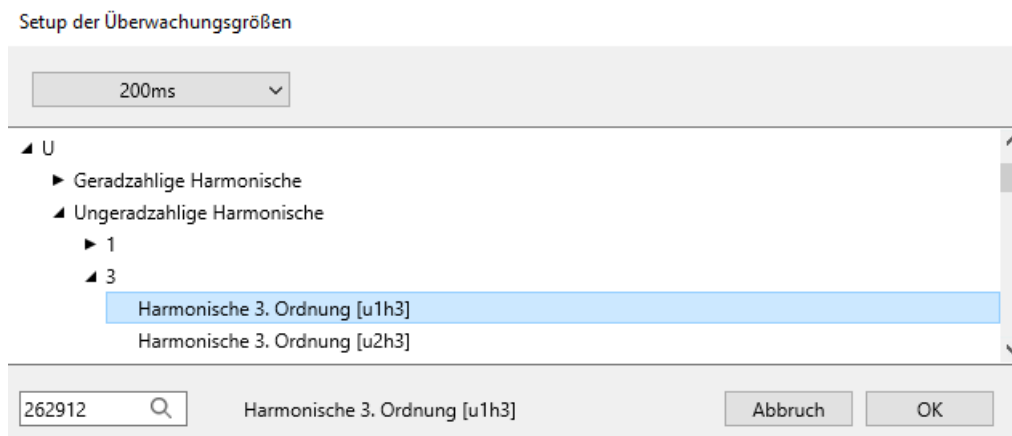 Setup der Überwachungsgrößen
200ms
U
Geradzahlige Harmonische
Ungeradzahlige Harmonische
1
3
Harmonische 3. Ordnung [u1h3]
Harmonische 3. Ordnung [u2h3]
262912 Harmonische 3. Ordnung [u1h3] Abbruch OK